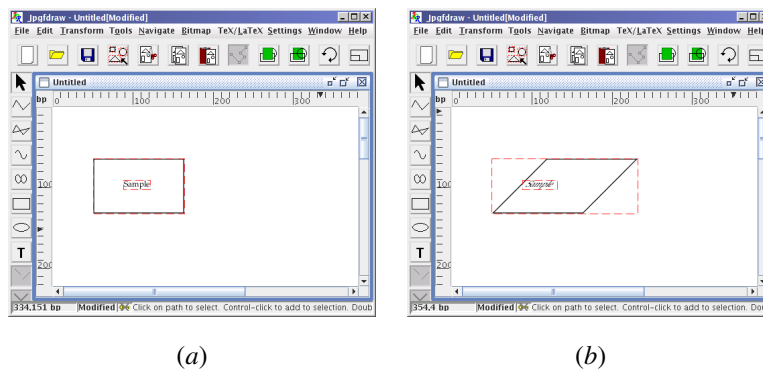 Jpgfdraw - Untitled[Modified]
File Edit Transform Tools Navigate Bitmap TeX/LaTeX Settings Window Help
Untitled
bp 0 100 200 300
Sample
100
T
200
334,151 bp Modified Click on path to select. Control-click to add to selection. Doub
(a)
Jpgfdraw - Untitled[Modified]
File Edit Transform Tools Navigate Bitmap TeX/LaTeX Settings Window Help
Untitled
bp 0 100 200 300
Sample
100
T
200
354,4 bp Modified Click on path to select. Control-click to add to selection. Doub
(b)